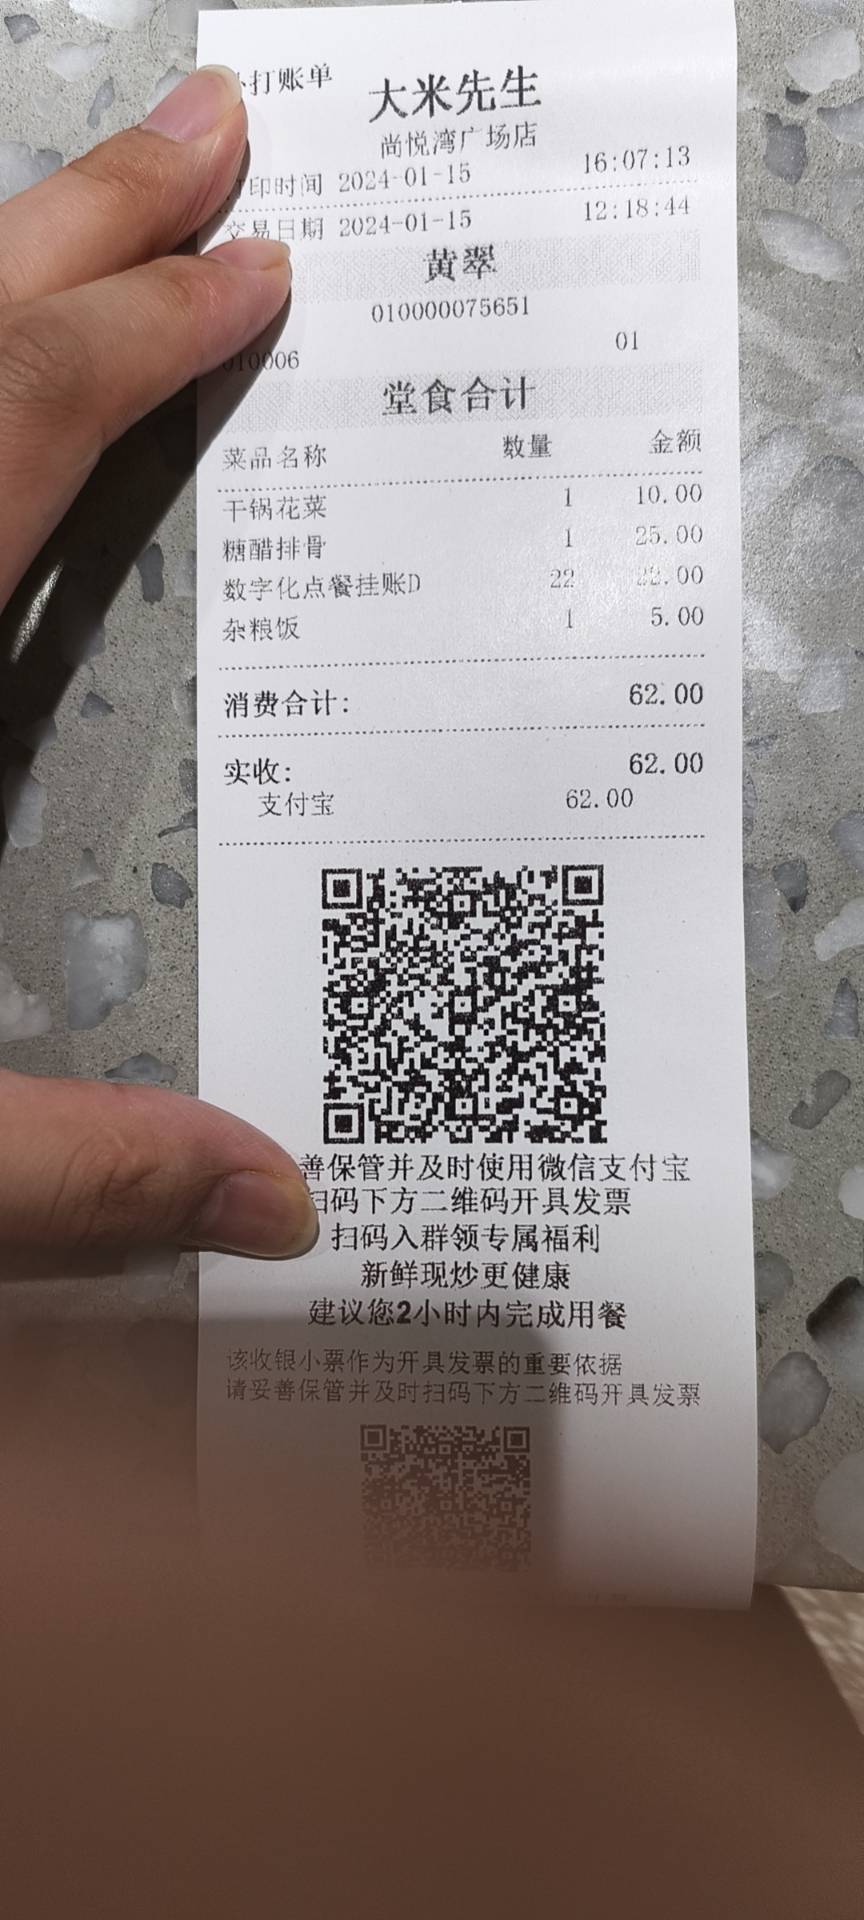 打账单
大米先生
尚悦湾广场店
打印时间 2024-01-15 16:07:13
交易日期 2024-01-15 12:18:44
黄翠
010000075651
010006 01
堂食合计
菜品名称 数量 金额
干锅花菜 1 10.00
糖醋排骨 1 25.00
数字化点餐挂账D 22 22.00
杂粮饭 1 5.00
消费合计: 62.00
实收: 62.00
支付宝 62.00
善保管并及时使用微信支付宝
扫码下方二维码开具发票
扫码入群领专属福利
新鲜现炒更健康
建议您2小时内完成用餐
该收银小票作为开具发票的重要依据
请妥善保管并及时扫码下方二维码开具发票